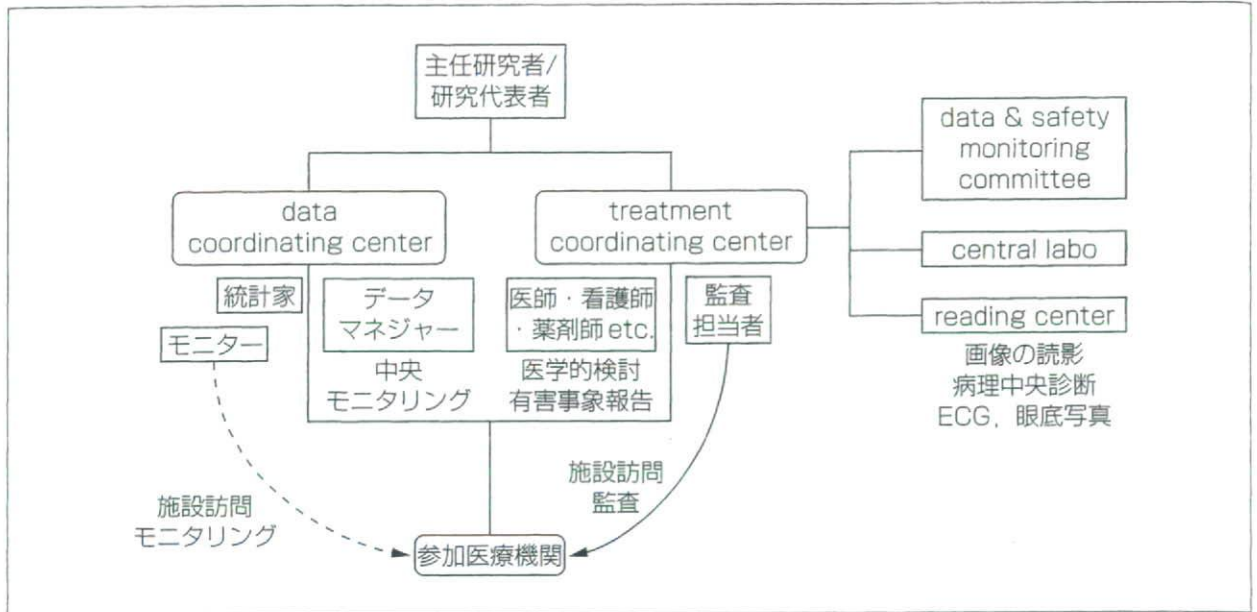 主任研究者/
研究代表者
data
coordinating center
treatment
coordinating center
data & safety
monitoring
committee
central labo
reading center
画像の読影
病理中央診断
ECG，眼底写真
統計家
モニター
データ
マネジャー
中央
モニタリング
医師・看護師
・薬剤師 etc.
医学的検討
有害事象報告
監査
担当者
施設訪問
モニタリング
施設訪問
監査
参加医療機関